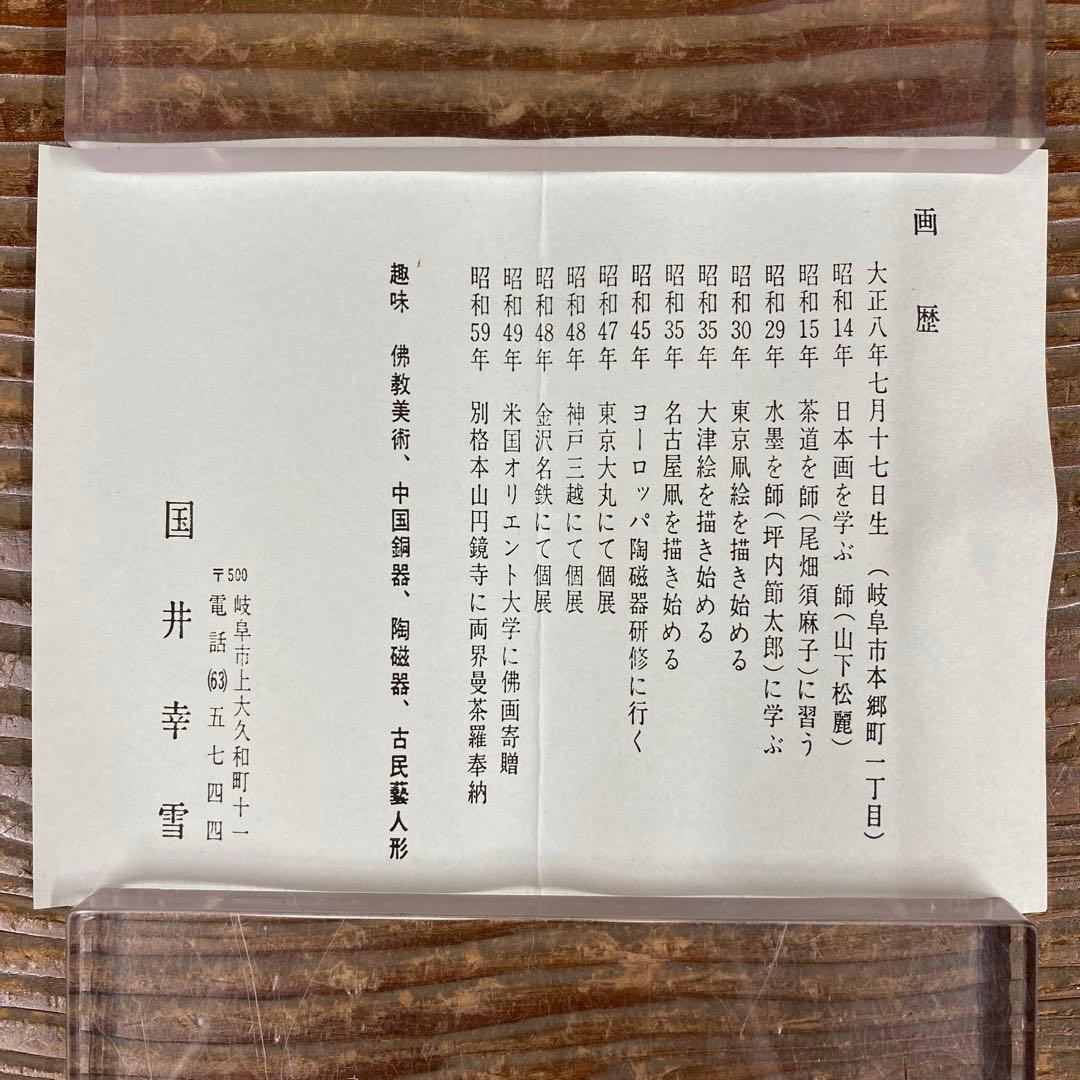 画歴
大正八年七月十七日生 （岐阜市本郷町一丁目）
昭和14年 日本画を学ぶ 師（山下松麗）
昭和15年 茶道を師（尾畑須麻子）に習う
昭和29年 水墨を師（坪内節太郎）に学ぶ
昭和30年 東京凧絵を描き始める
昭和35年 大津絵を描き始める
昭和35年 名古屋凧を描き始める
昭和45年 ヨーロッパ陶磁器研修に行く
昭和47年 東京大丸にて個展
昭和48年 神戸三越にて個展
昭和48年 金沢名鉄にて個展
昭和49年 米国オリエント大学に佛画寄贈
昭和59年 別格本山円鏡寺に両界曼茶羅奉納
趣味 佛教美術、中国銅器、陶磁器、古民藝人形
〒500 岐阜市上大久和町十一
電話(63)五七四四
国井幸雪